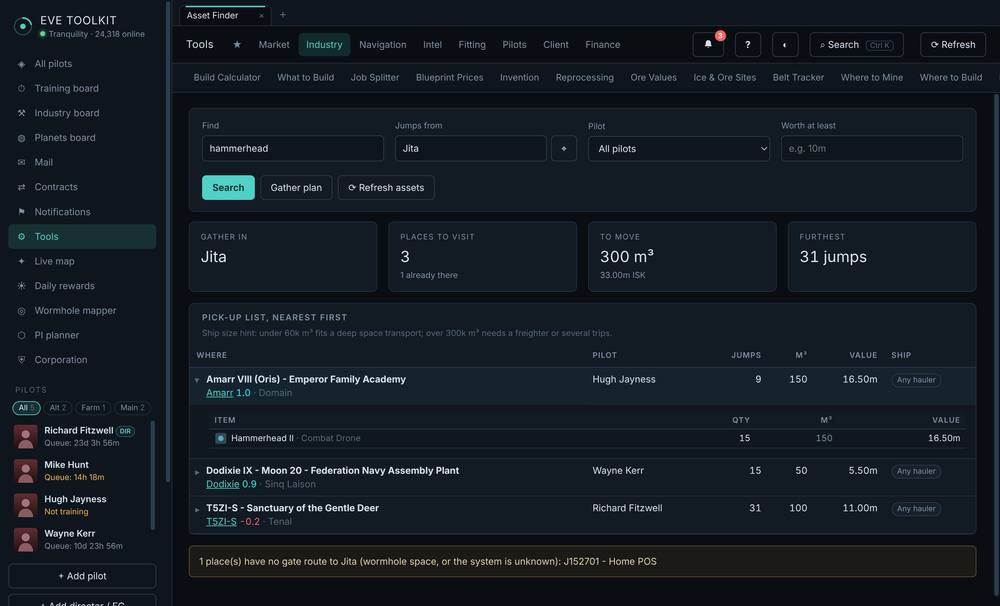 EVE TOOLKIT
Tranquility · 24,318 online
All pilots
Training board
Industry board
Planets board
Mail
Contracts
Notifications
Tools
Live map
Daily rewards
Wormhole mapper
PI planner
Corporation
PILOTS
All 5 Alt 2 Farm 1 Main 2
Richard Fitzwell DIR
Queue: 23d 3h 56m
Mike Hunt
Queue: 14h 18m
Hugh Jayness
Not training
Wayne Kerr
Queue: 10d 23h 56m
+ Add pilot
+ Add director / FC
Asset Finder × +
Tools ★ Market Industry Navigation Intel Fitting Pilots Client Finance 3 ? Search Ctrl K ⟳ Refresh
Build Calculator What to Build Job Splitter Blueprint Prices Invention Reprocessing Ore Values Ice & Ore Sites Belt Tracker Where to Mine Where to Build
Find Jumps from Pilot Worth at least
hammerhead Jita All pilots e.g. 10m
Search Gather plan ⟳ Refresh assets
GATHER IN PLACES TO VISIT TO MOVE FURTHEST
Jita 3 300 m³ 31 jumps
1 already there 33.00m ISK
PICK-UP LIST, NEAREST FIRST
Ship size hint: under 60k m³ fits a deep space transport; over 300k m³ needs a freighter or several trips.
WHERE PILOT JUMPS M³ VALUE SHIP
Amarr VIII (Oris) - Emperor Family Academy Hugh Jayness 9 150 16.50m Any hauler
Amarr 1.0 · Domain
ITEM QTY M³ VALUE
Hammerhead II · Combat Drone 15 150 16.50m
Dodixie IX - Moon 20 - Federation Navy Assembly Plant Wayne Kerr 15 50 5.50m Any hauler
Dodixie 0.9 · Sinq Laison
T5ZI-S - Sanctuary of the Gentle Deer Richard Fitzwell 31 100 11.00m Any hauler
T5ZI-S -0.2 · Tenal
1 place(s) have no gate route to Jita (wormhole space, or the system is unknown): J152701 - Home POS